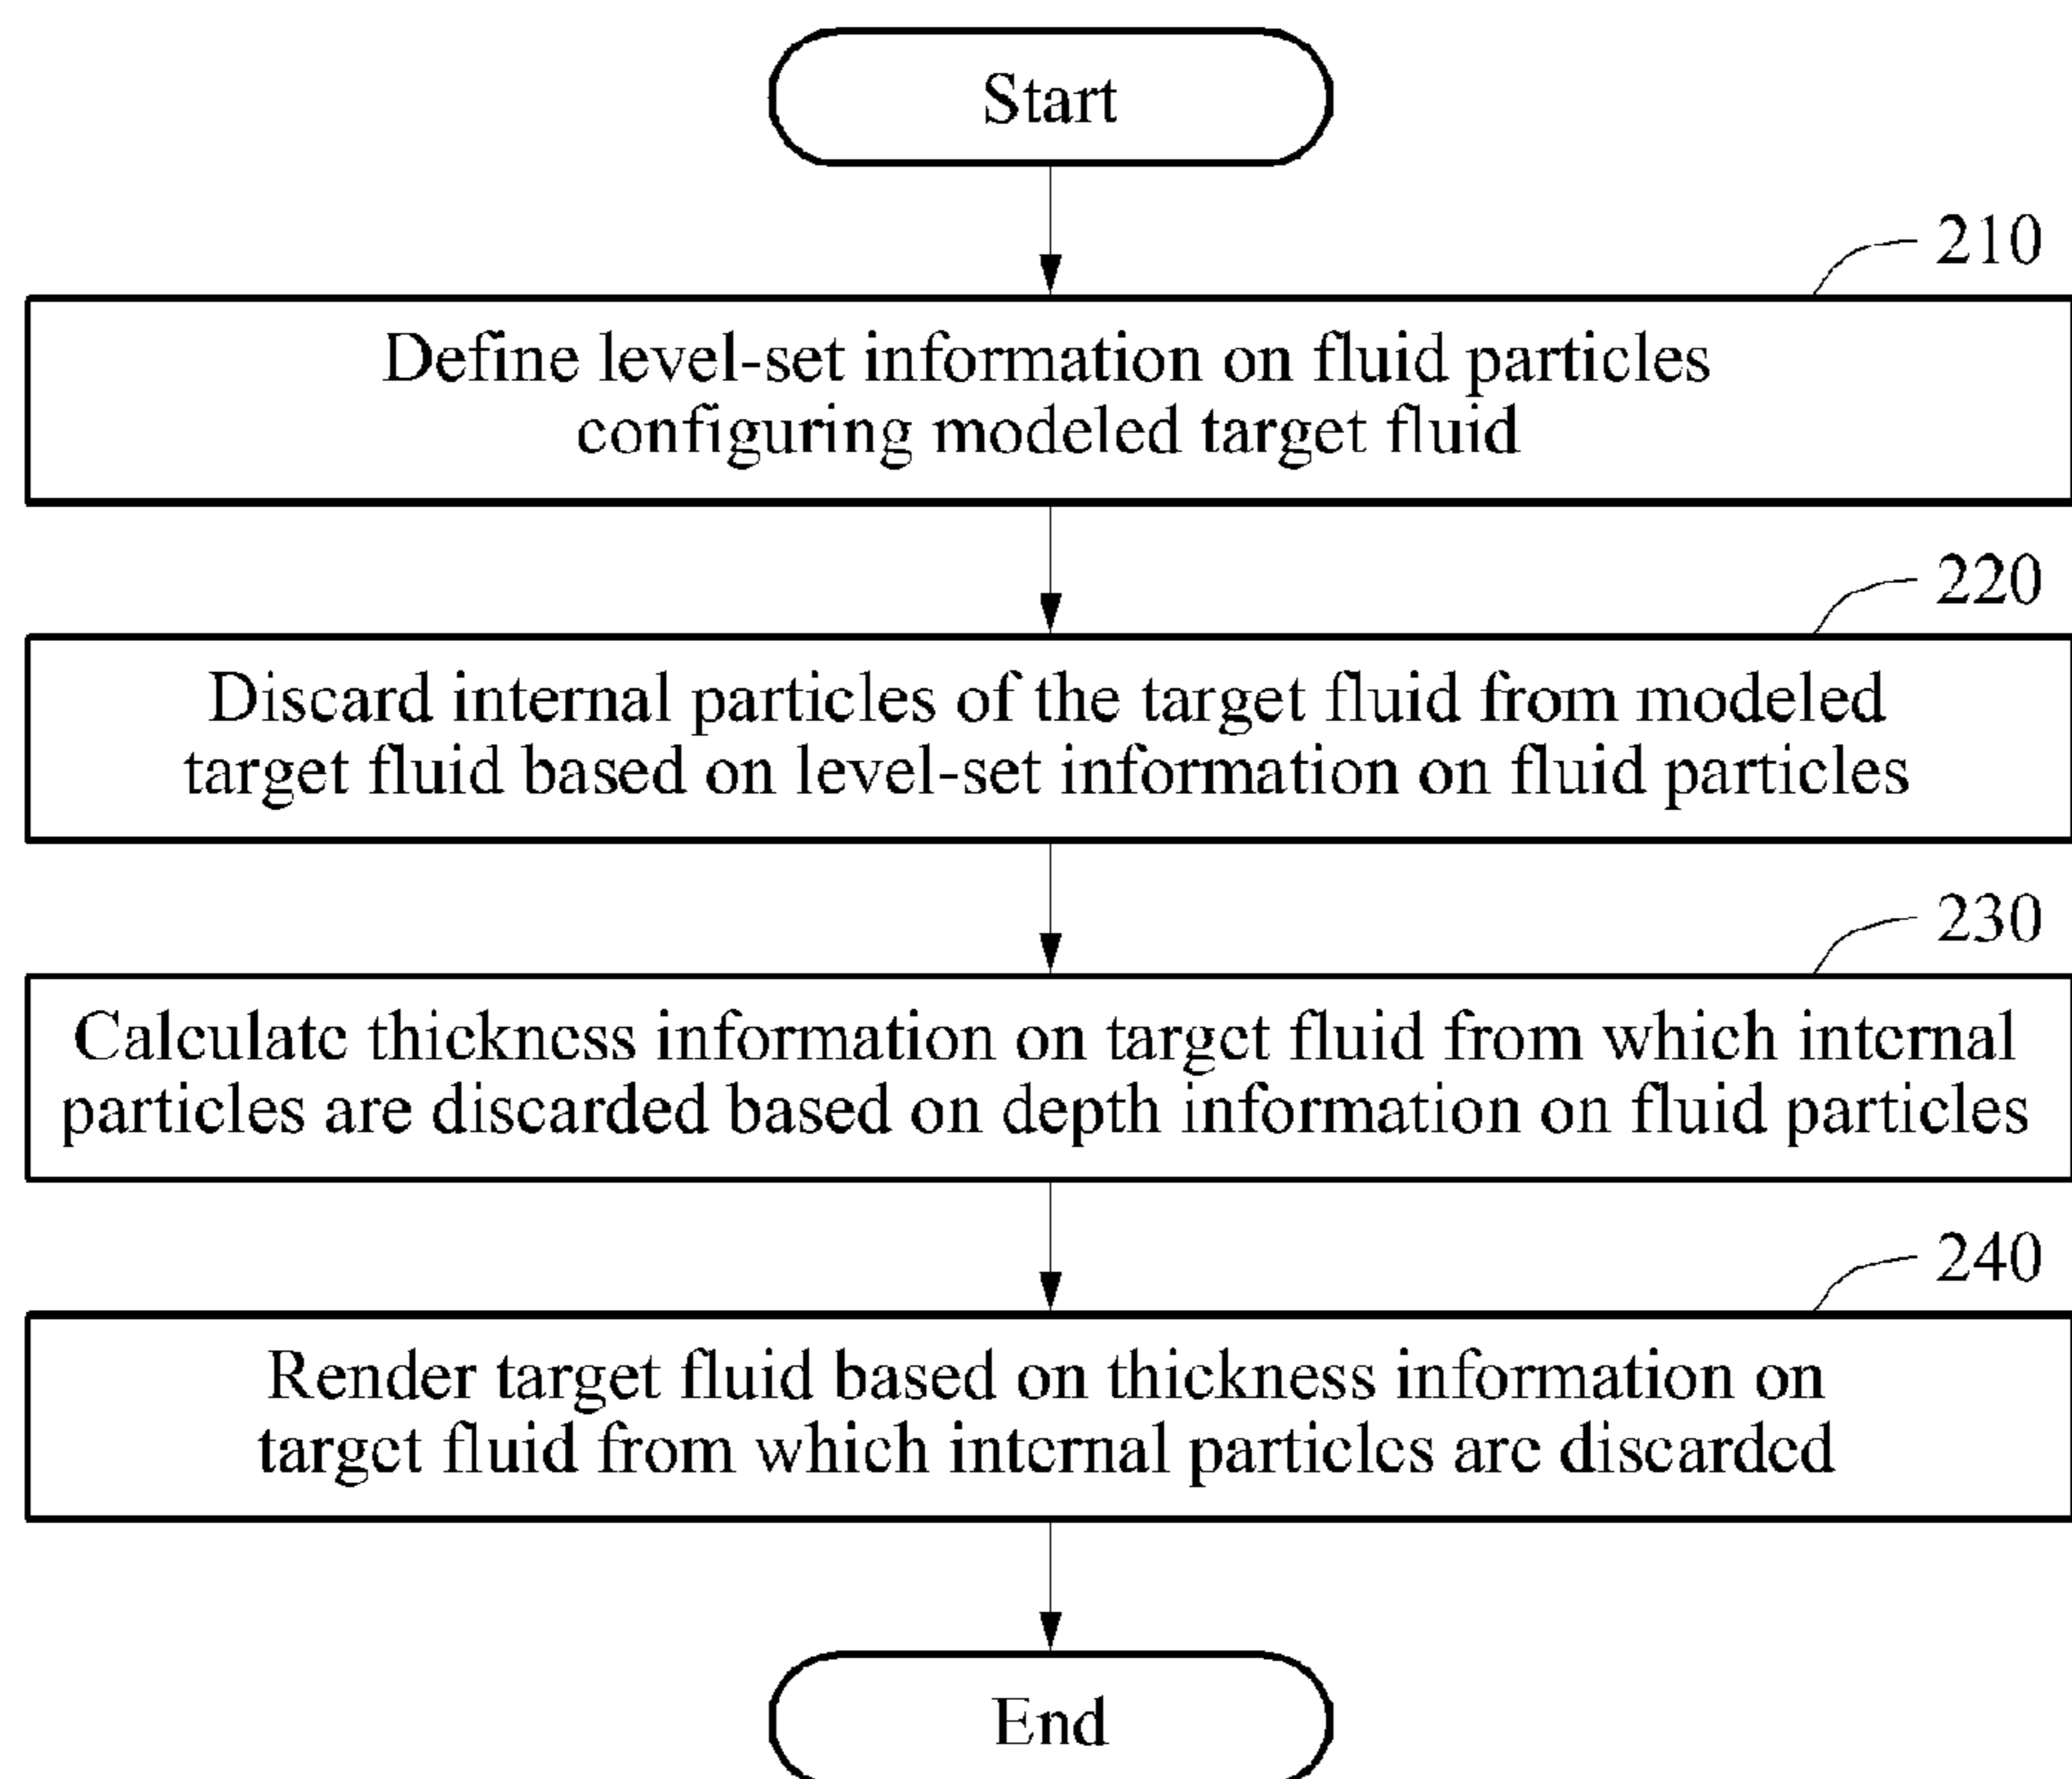 Start
210
Define level-set information on fluid particles
configuring modeled target fluid
220
Discard internal particles of the target fluid from modeled
target fluid based on level-set information on fluid particles
230
Calculate thickness information on target fluid from which internal
particles are discarded based on depth information on fluid particles
240
Render target fluid based on thickness information on
target fluid from which internal particles are discarded
End